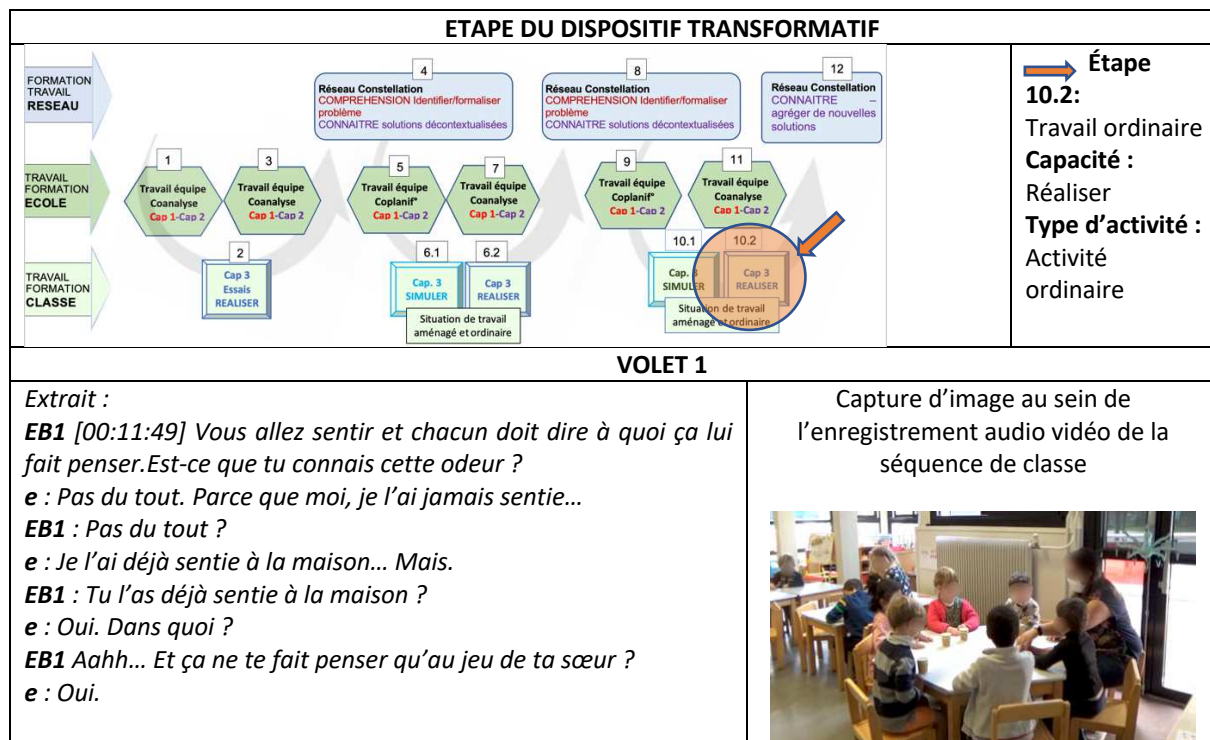 ETAPE DU DISPOSITIF TRANSFORMATIF
FORMATION
TRAVAIL
RESEAU
4
Réseau Constellation
COMPREHENSION Identifier/formaliser
problème
CONNAITRE solutions décontextualisées
8
Réseau Constellation
COMPREHENSION Identifier/formaliser
problème
CONNAITRE solutions décontextualisées
12
Réseau Constellation
CONNAITRE –
agréger de nouvelles
solutions
TRAVAIL
FORMATION
ECOLE
1
Travail équipe
Coanalyse
Cap 1-Cap 2
3
Travail équipe
Coanalyse
Cap 1-Cap 2
5
Travail équipe
Coplanif°
Cap 1-Cap 2
7
Travail équipe
Coanalyse
Cap 1-Cap 2
9
Travail équipe
Coplanif°
Cap 1-Cap 2
11
Travail équipe
Coanalyse
Cap 1-Cap 2
TRAVAIL
FORMATION
CLASSE
2
Cap 3
Essais
REALISER
6.1
Cap. 3
SIMULER
6.2
Cap 3
REALISER
Situation de travail
aménagé et ordinaire
10.1
Cap. 3
SIMULER
10.2
Cap 3
REALISER
Situation de travail
aménagé et ordinaire
Étape
10.2:
Travail ordinaire
Capacité :
Réaliser
Type d'activité :
Activité
ordinaire
VOLET 1
Extrait :
EB1 [00:11:49] Vous allez sentir et chacun doit dire à quoi ça lui
fait penser.Est-ce que tu connais cette odeur ?
e : Pas du tout. Parce que moi, je l'ai jamais sentie…
EB1 : Pas du tout ?
e : Je l'ai déjà sentie à la maison… Mais.
EB1 : Tu l'as déjà sentie à la maison ?
e : Oui. Dans quoi ?
EB1 Aahh… Et ça ne te fait penser qu'au jeu de ta sœur ?
e : Oui.
Capture d'image au sein de
l'enregistrement audio vidéo de la
séquence de classe